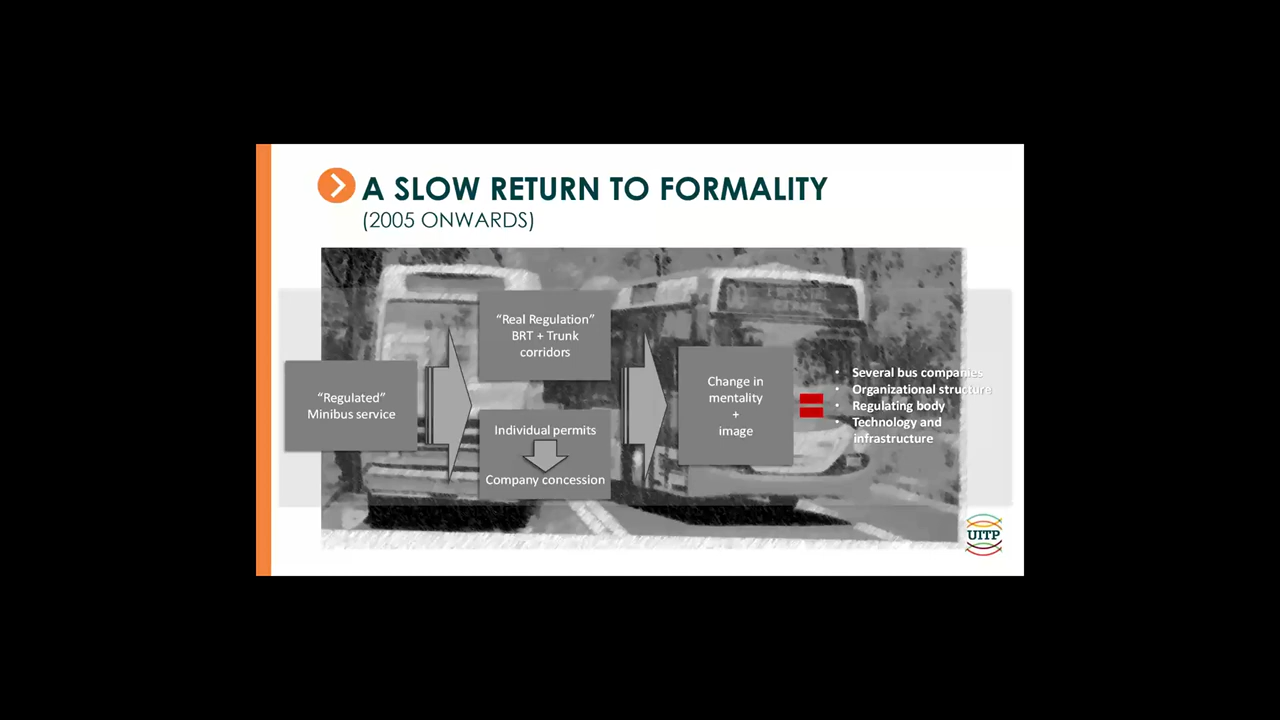 A SLOW RETURN TO FORMALITY
(2005 ONWARDS)
“Regulated”
Minibus service
“Real Regulation”
BRT + Trunk
corridors
Individual permits
Company concession
Change in
mentality
+
image
• Several bus companies
• Organizational structure
• Regulating body
• Technology and
infrastructure
UITP